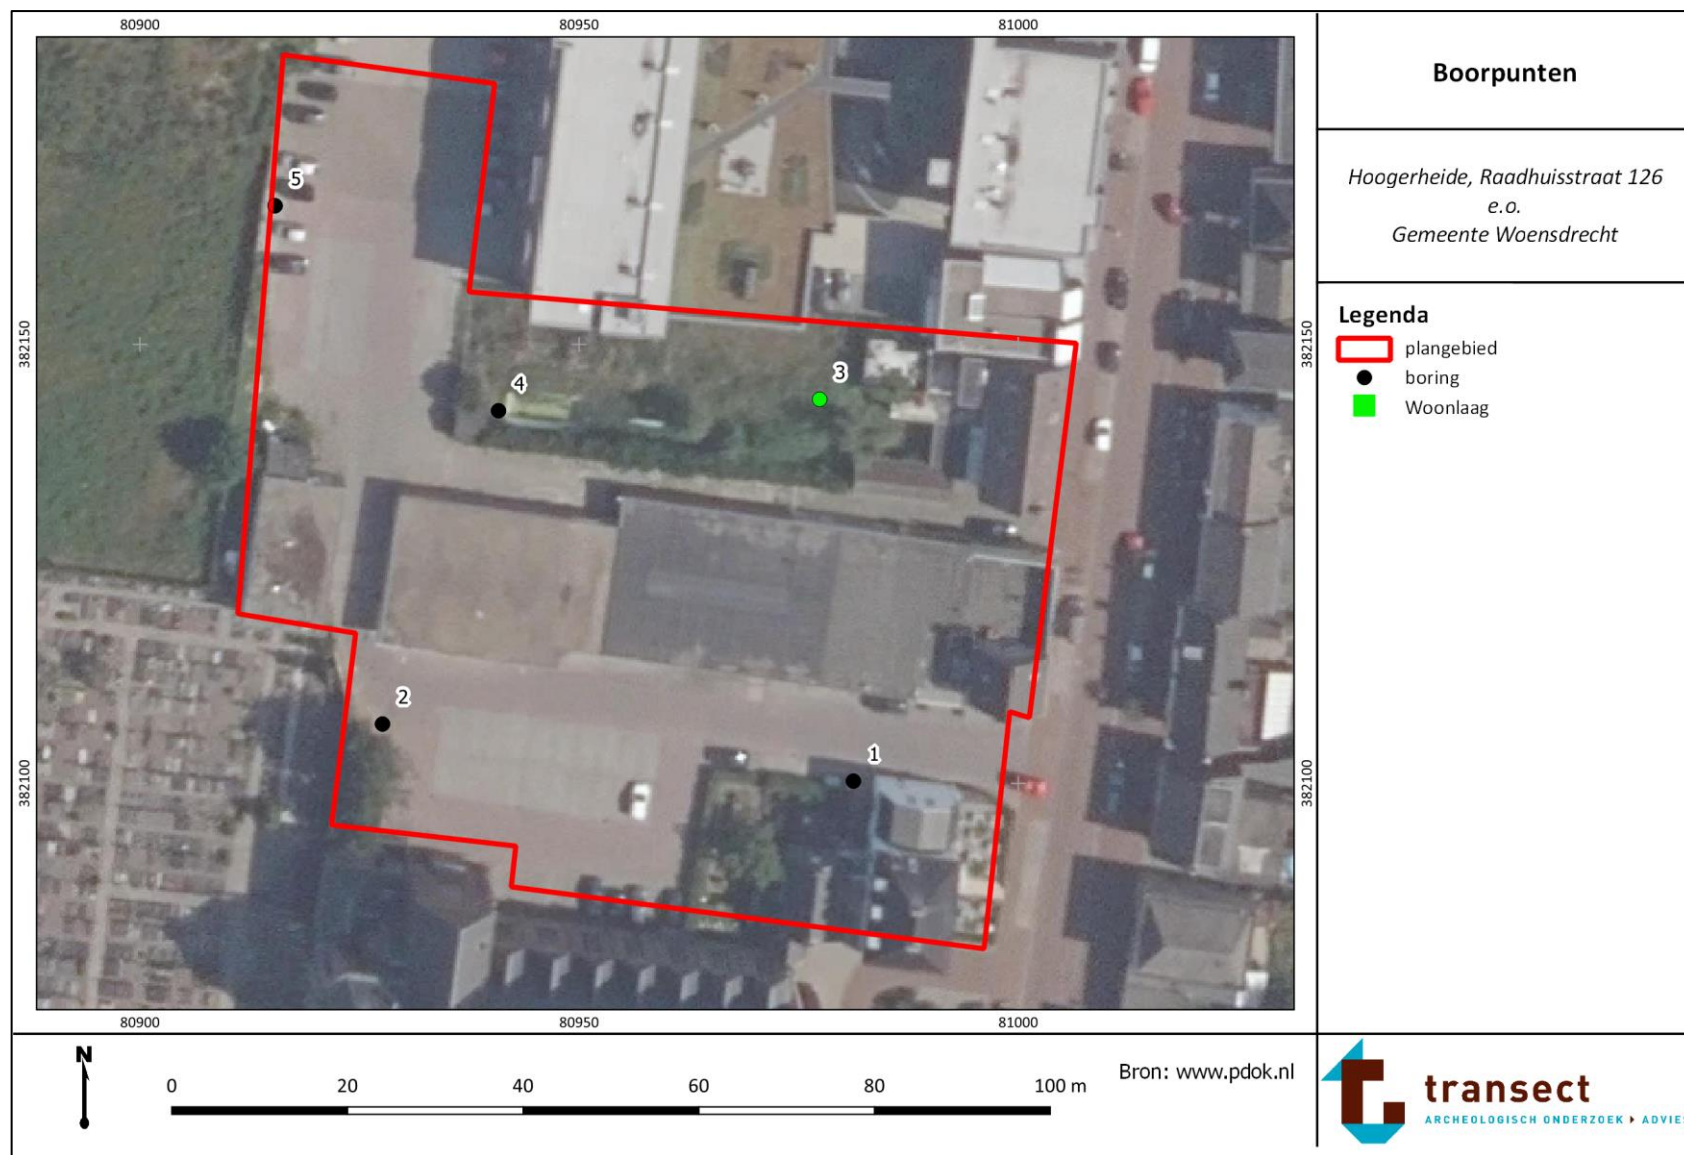 80900 80950 81000
Boorpunten
Hoogerheide, Raadhuisstraat 126
e.o.
Gemeente Woensdrecht
Legenda
plangebied
boring
Woonlaag
5
382150 382150
4 3
2
1
382100 382100
80900 80950 81000
N
0 20 40 60 80 100 m
Bron: www.pdok.nl
transect
ARCHEOLOGISCH ONDERZOEK ADVIES